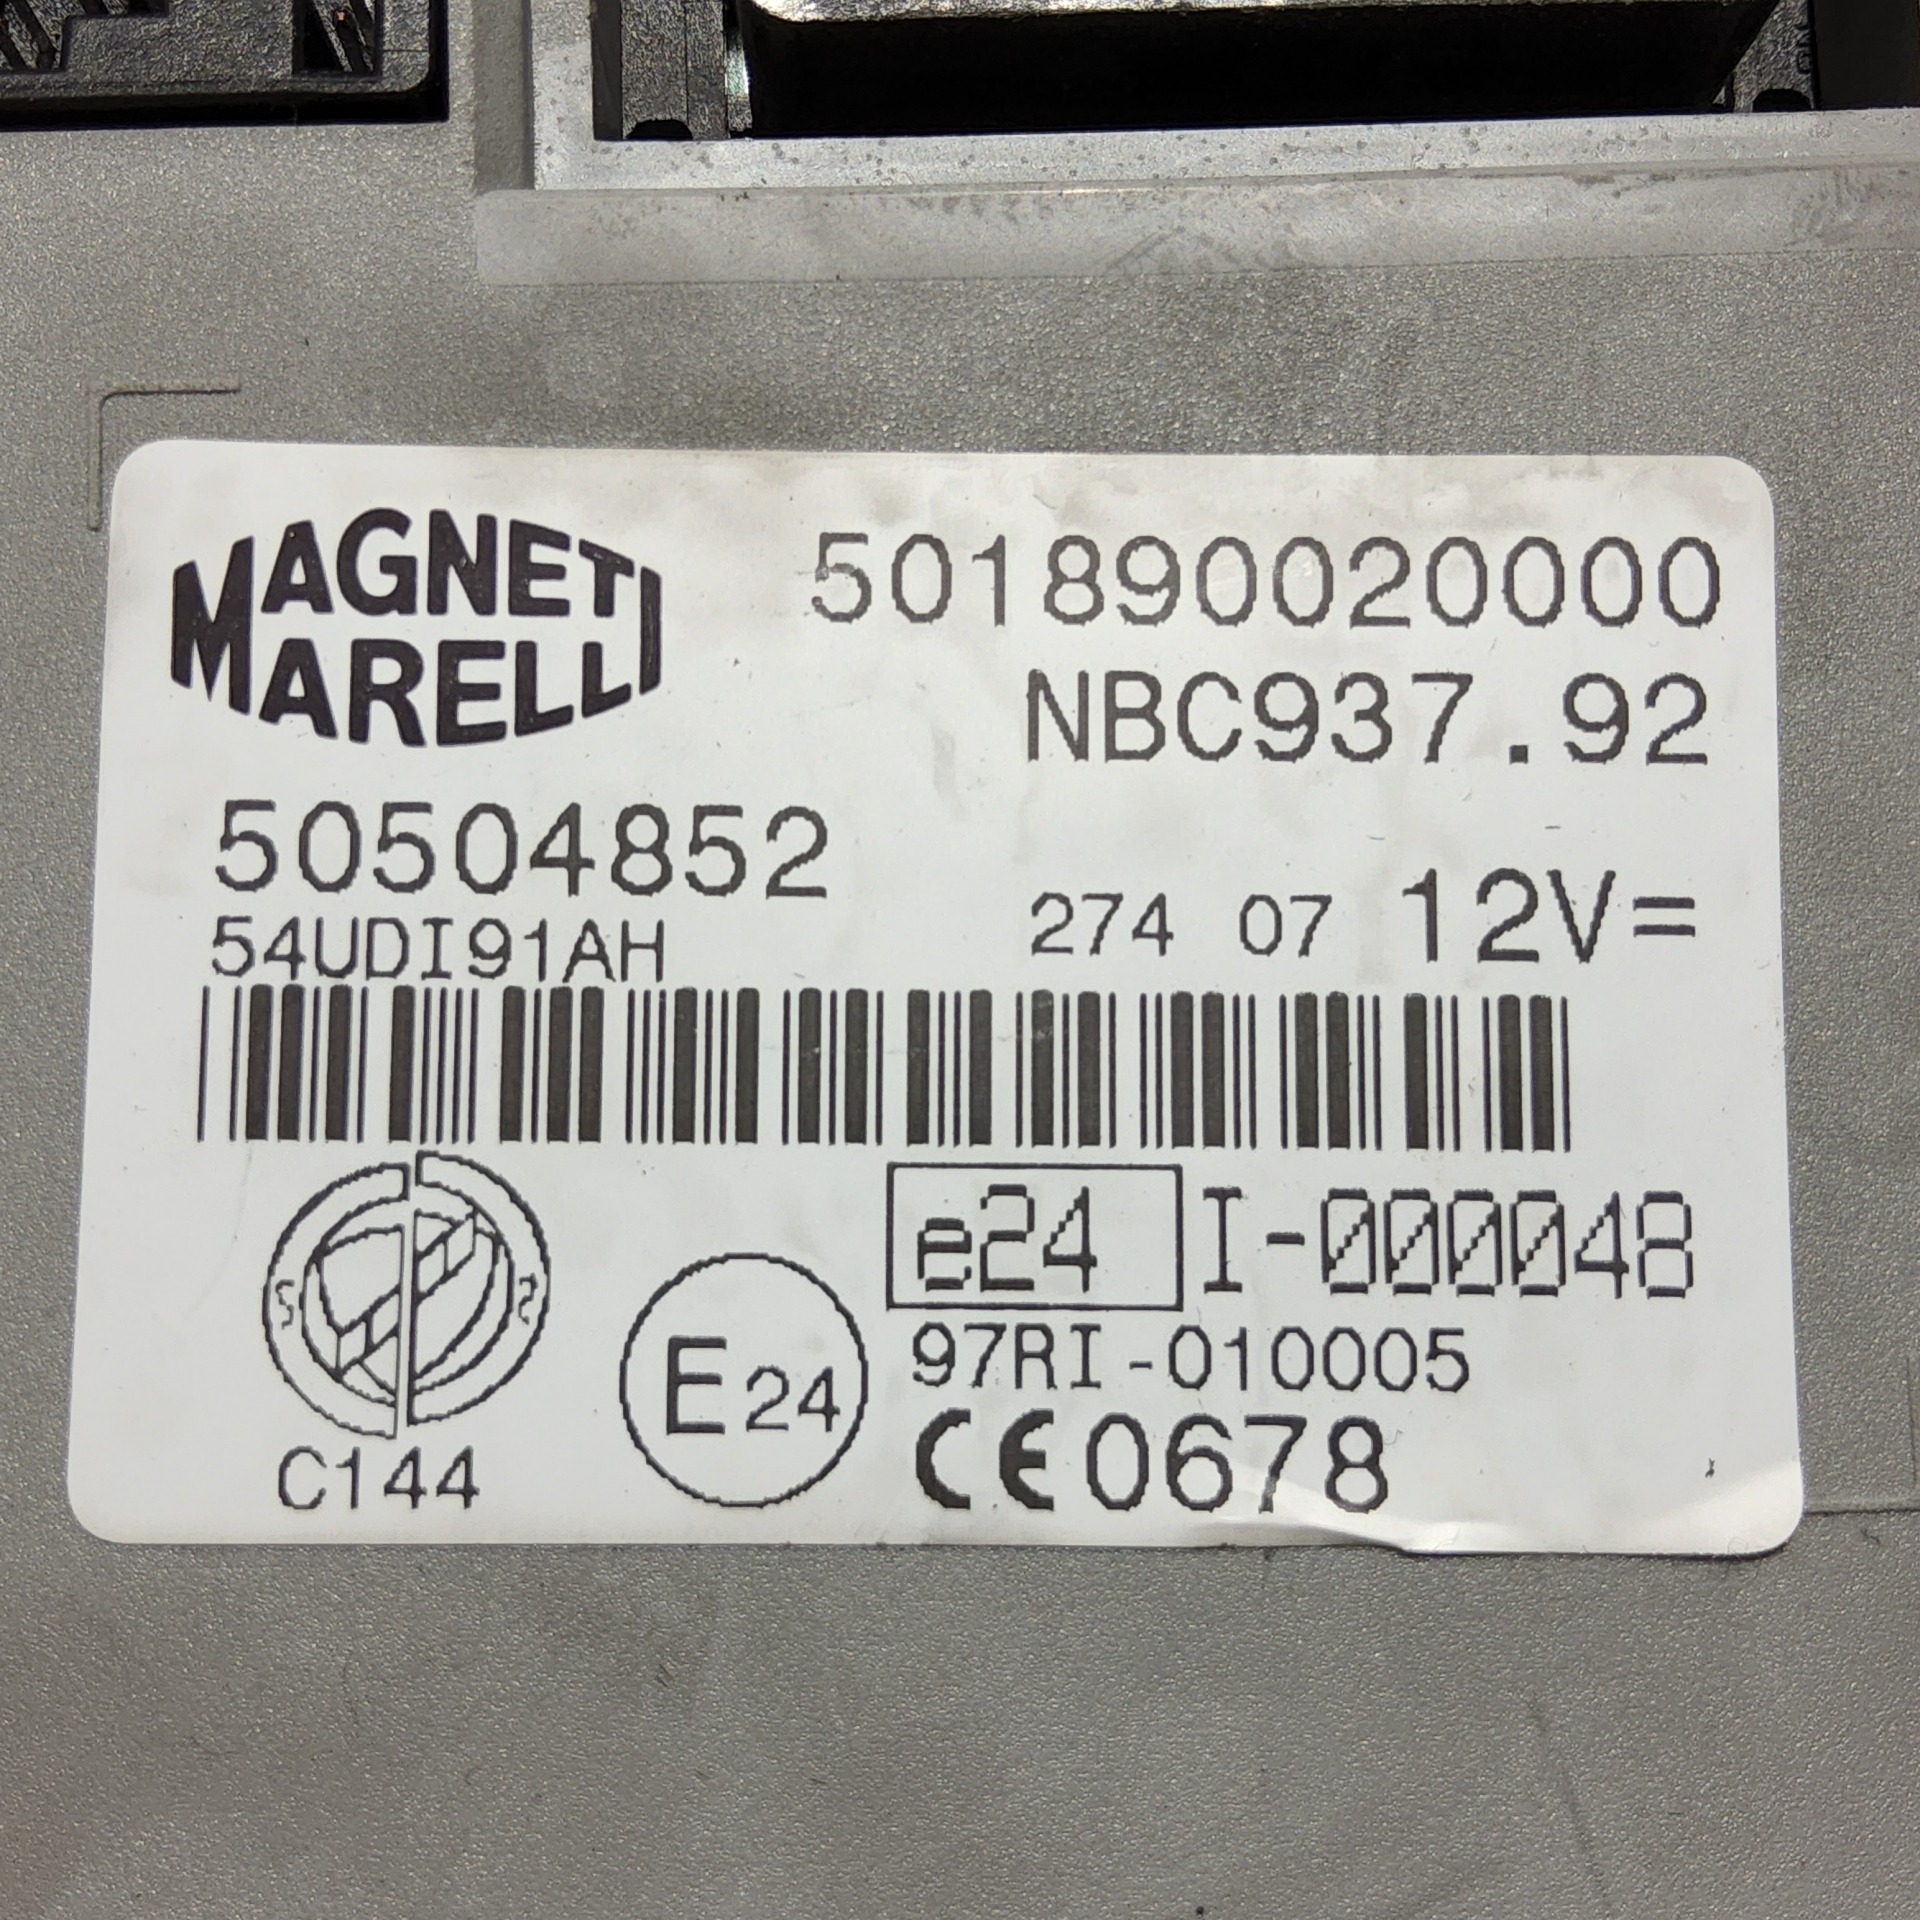 MAGNETI
MARELLI
501890020000
NBC937.92
50504852
54UDI91AH
274 07 12V=
e24 I-000048
97RI-010005
E24
CE0678
C144